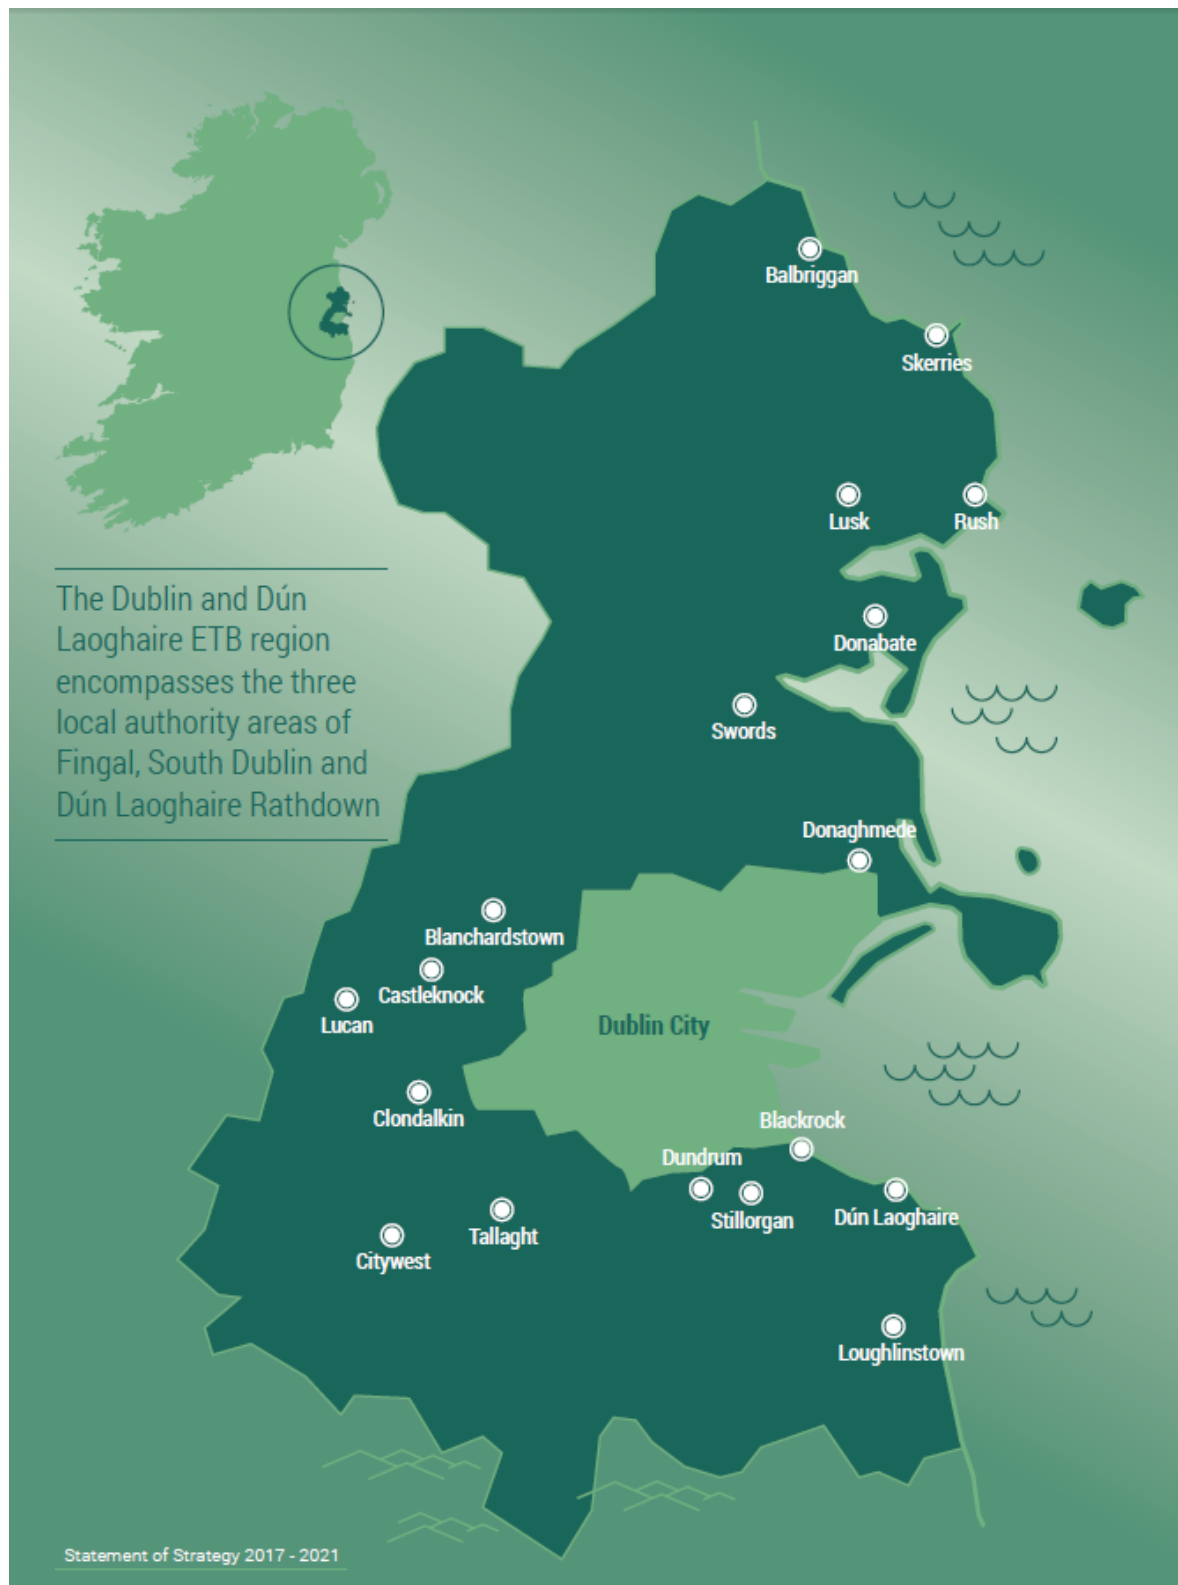 Balbriggan
Skerries
Lusk
Rush
The Dublin and Dún
Laoghaire ETB region
encompasses the three
local authority areas of
Fingal, South Dublin and
Dún Laoghaire Rathdown
Donabate
Swords
Donaghmede
Blanchardstown
Castleknock
Lucan
Dublin City
Clondalkin
Blackrock
Dundrum
Stillorgan
Dún Laoghaire
Tallaght
Citywest
Loughlinstown
Statement of Strategy 2017 - 2021